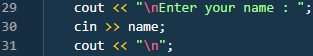 29 cout << "\nEnter your name : ";
30 cin >> name;
31 cout << "\n";